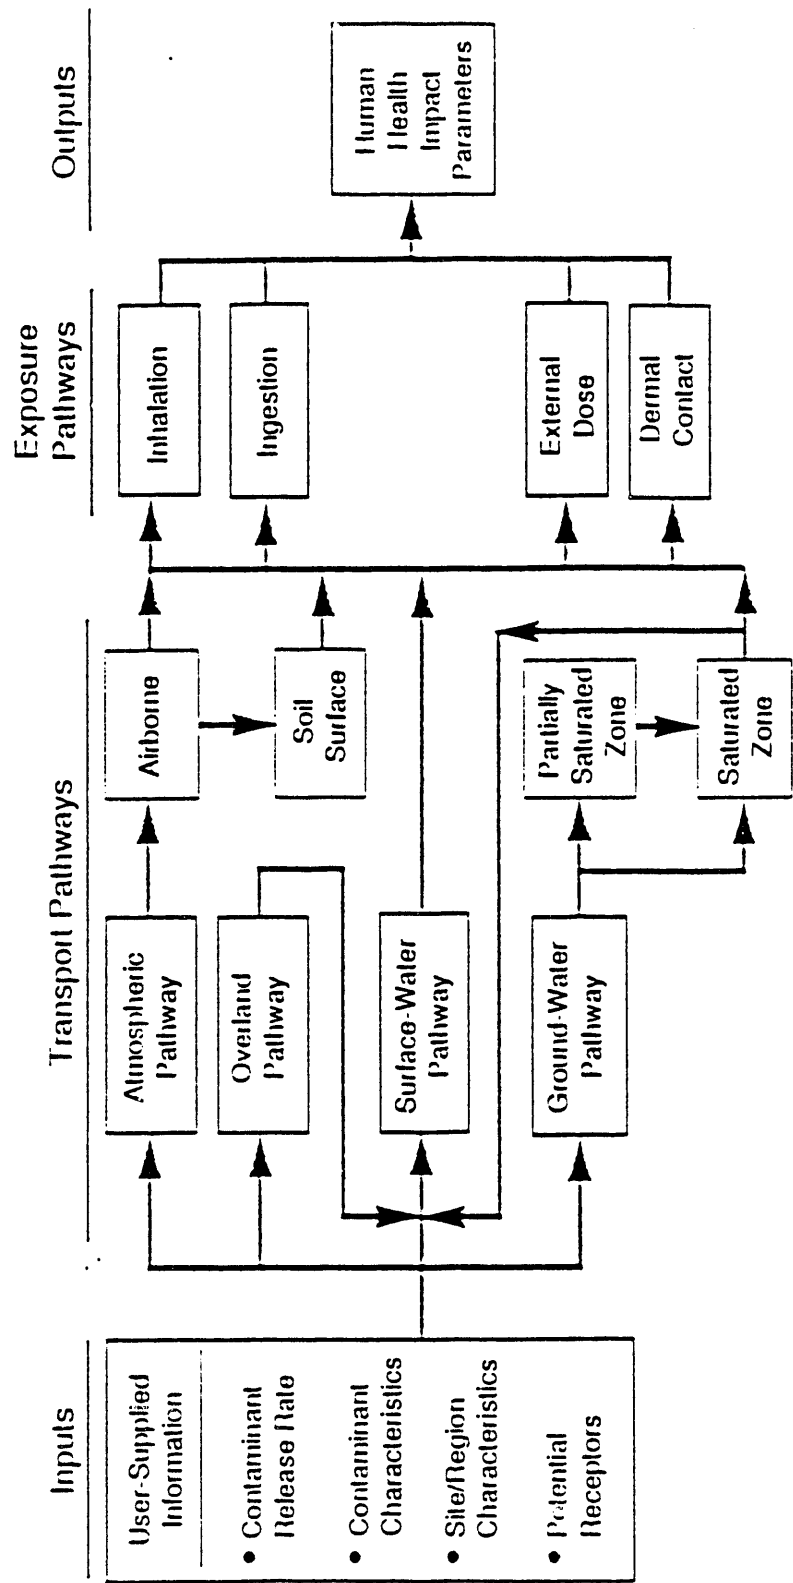 Inputs
Transport Pathways
Exposure
Pathways
Outputs
User-Supplied
Information
• Contaminant
Release Rate
• Contaminant
Characteristics
• Site/Region
Characteristics
• Potential
Receptors
Atmospheric
Pathway
Overland
Pathway
Surface-Water
Pathway
Ground-Water
Pathway
Airborne
Soil
Surface
Partially
Saturated
Zone
Saturated
Zone
Inhalation
Ingestion
External
Dose
Dermal
Contact
Human
Health
Impact
Parameters